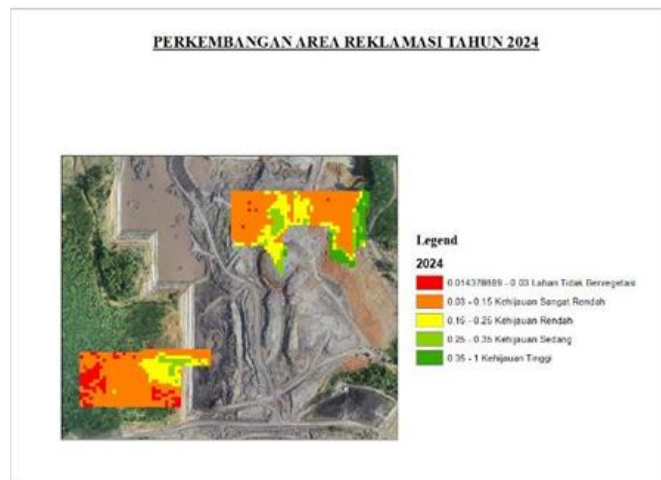 PERKEMBANGAN AREA REKLAMASI TAHUN 2024
Legend
2024
0.014378689 - 0.03 Lahan Tidak Bervegetasi
0.03 - 0.15 Kehijauan Sangat Rendah
0.15 - 0.25 Kehijauan Rendah
0.25 - 0.35 Kehijauan Sedang
0.35 - 1 Kehijauan Tinggi